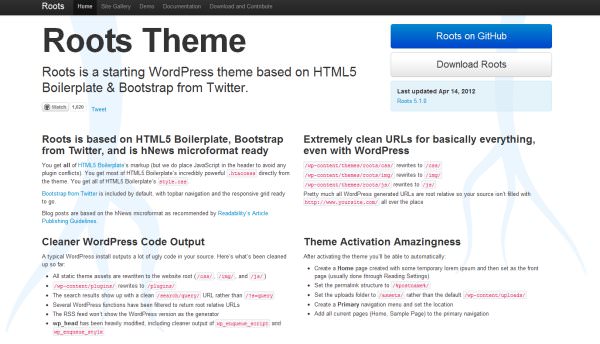 Roots Home Site Gallery Demo Documentation Download and Contribute
Roots Theme
Roots is a starting WordPress theme based on HTML5
Boilerplate & Bootstrap from Twitter.
Watch 1,820 Tweet
Roots on GitHub
Download Roots
Last updated Apr 14, 2012
Roots 5.1.0
Roots is based on HTML5 Boilerplate, Bootstrap
from Twitter, and is hNews microformat ready
You get all of HTML5 Boilerplate's markup (but we do place JavaScript in the header to avoid any
plugin conflicts). You get most of HTML5 Boilerplate's incredibly powerful .htaccess directly from
the theme. You get all of HTML5 Boilerplate's style.css.
Bootstrap from Twitter is included by default, with topbar navigation and the responsive grid ready
to go.
Blog posts are based on the hNews microformat as recommended by Readability's Article
Publishing Guidelines.
Extremely clean URLs for basically everything,
even with WordPress
/wp-content/themes/roots/css/ rewrites to /css/
/wp-content/themes/roots/img/ rewrites to /img/
/wp-content/themes/roots/js/ rewrites to /js/
Pretty much all WordPress generated URLs are root relative so your source isn't filled with
http://www.yoursite.com/ all over the place
Cleaner WordPress Code Output
A typical WordPress install outputs a lot of ugly code in your source. Here's what's been cleaned
up so far:
All static theme assets are rewritten to the website root (/css/, /img/, and /js/)
/wp-content/plugins/ rewrites to /plugins/
The search results show up with a clean /search/query/ URL rather than /?s=query
Several WordPress functions have been filtered to return root relative URLs
The RSS feed won't show the WordPress version as the generator
wp_head has been heavily modified, including cleaner output of wp_enqueue_script and
wp_enqueue_style
Theme Activation Amazingness
After activating the theme you'll be able to automatically:
Create a Home page created with some temporary lorem ipsum and then set as the front
page (usually done through Reading Settings)
Set the permalink structure to /%postname%/
Set the uploads folder to /assets/ rather than the default /wp-content/uploads/
Create a Primary navigation menu and set the location
Add all current pages (Home, Sample Page) to the primary navigation